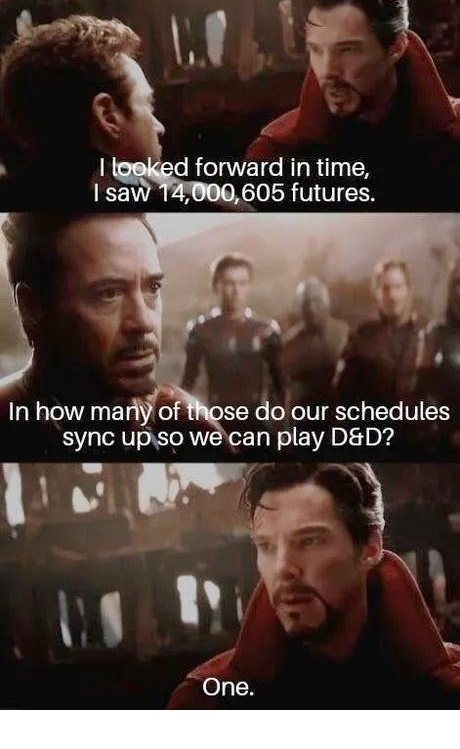 I looked forward in time,
I saw 14,000,605 futures.
In how many of those do our schedules
sync up so we can play D&D?
One.